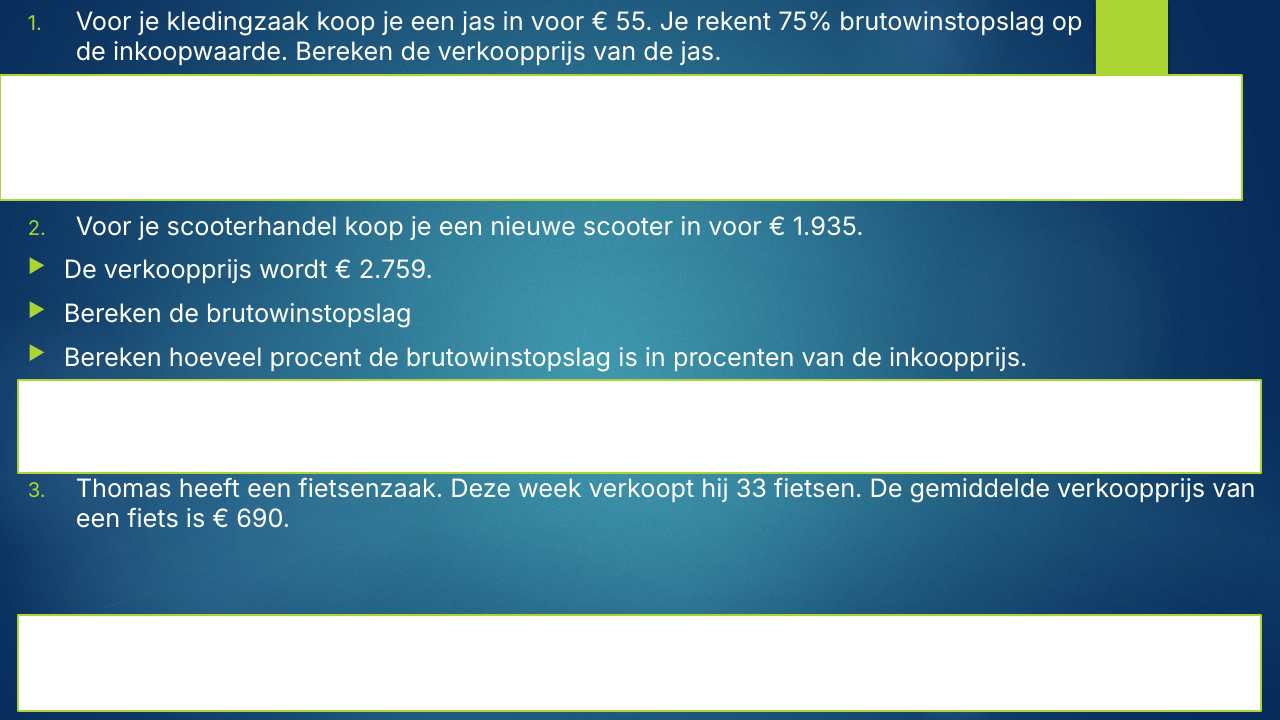 1. Voor je kledingzaak koop je een jas in voor € 55. Je rekent 75% brutowinstopslag op
de inkoopwaarde. Bereken de verkoopprijs van de jas.
2. Voor je scooterhandel koop je een nieuwe scooter in voor € 1.935.
De verkoopprijs wordt € 2.759.
Bereken de brutowinstopslag
Bereken hoeveel procent de brutowinstopslag is in procenten van de inkoopprijs.
3. Thomas heeft een fietsenzaak. Deze week verkoopt hij 33 fietsen. De gemiddelde verkoopprijs van
een fiets is € 690.